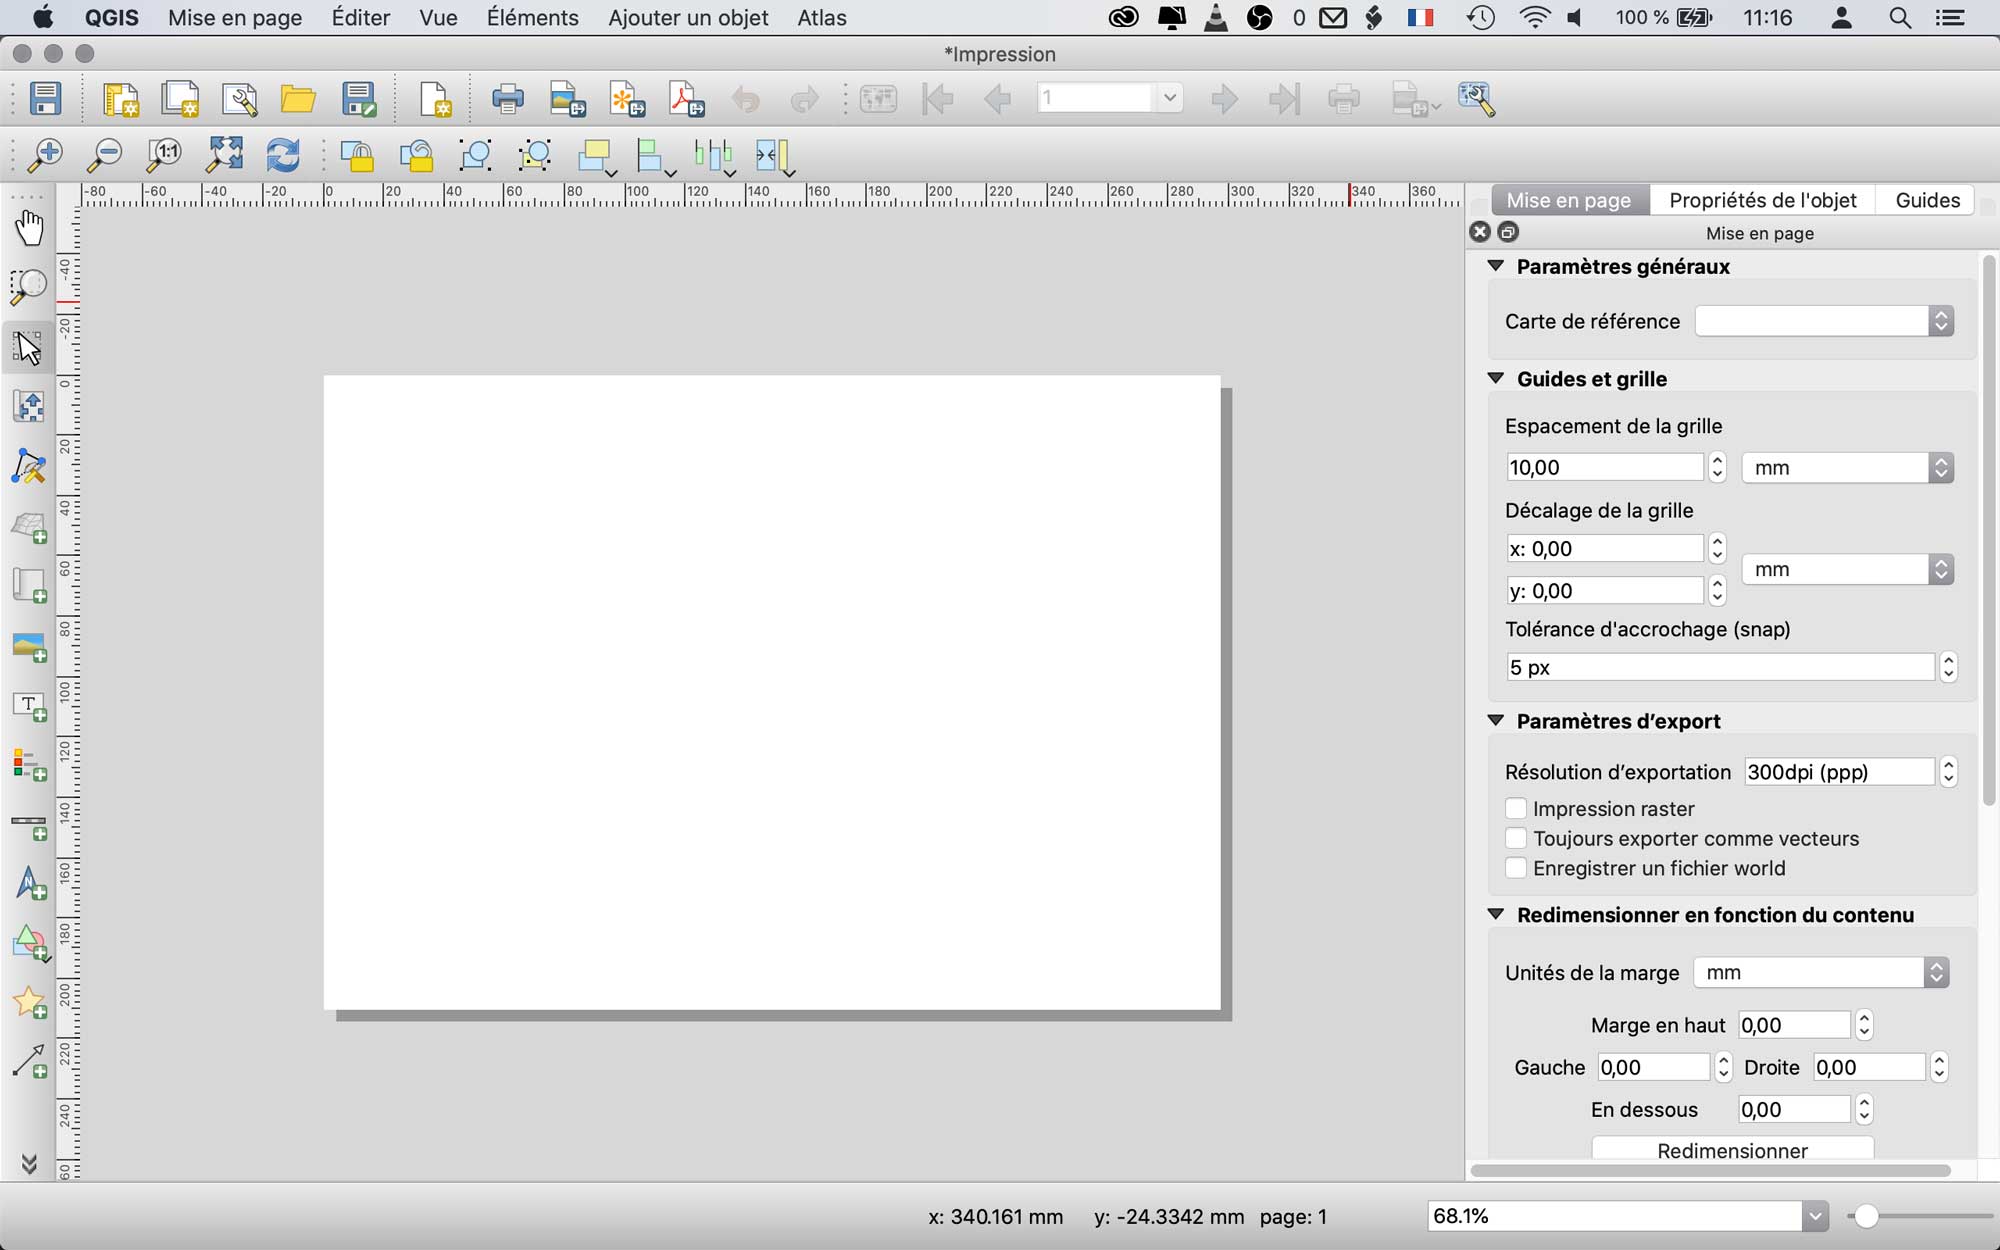 QGIS Mise en page Éditer Vue Éléments Ajouter un objet Atlas 0 100 % 11:16
*Impression
1
1:1
-80 -60 -40 -20 0 20 40 60 80 100 120 140 160 180 200 220 240 260 280 300 320 340 360
-40 -20 0 20 40 60 80 100 120 140 160 180 200 220 240 60
T
N
Mise en page Propriétés de l'objet Guides
Mise en page
Paramètres généraux
Carte de référence
Guides et grille
Espacement de la grille
10,00 mm
Décalage de la grille
x: 0,00
mm
y: 0,00
Tolérance d'accrochage (snap)
5 px
Paramètres d’export
Résolution d’exportation 300dpi (ppp)
Impression raster
Toujours exporter comme vecteurs
Enregistrer un fichier world
Redimensionner en fonction du contenu
Unités de la marge mm
Marge en haut 0,00
Gauche 0,00 Droite 0,00
En dessous 0,00
Redimensionner
x: 340.161 mm y: -24.3342 mm page: 1 68.1%